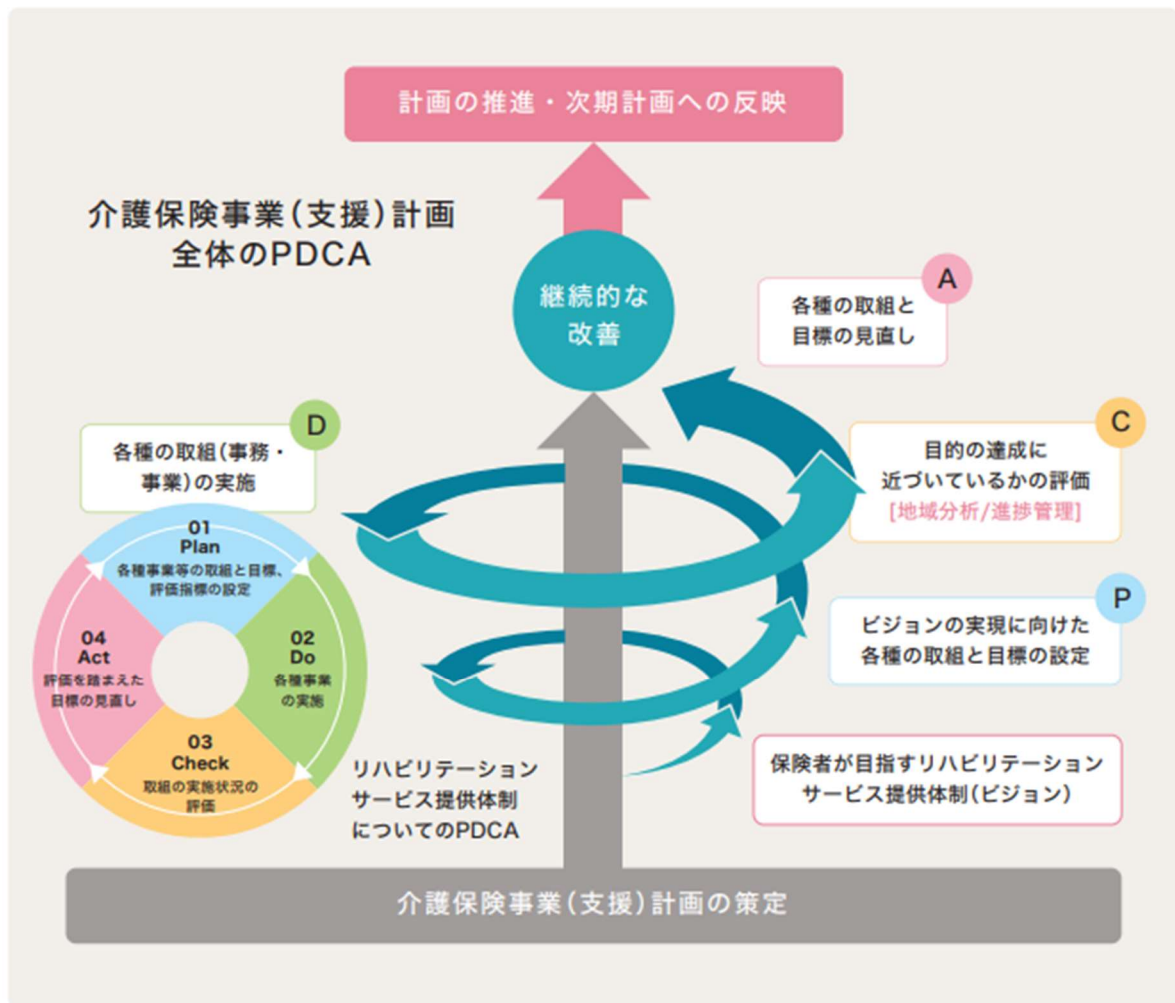 計画の推進・次期計画への反映
介護保険事業(支援)計画
全体のPDCA
継続的な
改善
A
各種の取組と
目標の見直し
D
各種の取組(事務・
事業)の実施
C
目的の達成に
近づいているかの評価
[地域分析/進捗管理]
01
Plan
各種事業等の取組と目標、
評価指標の設定
02
Do
各種事業
の実施
03
Check
取組の実施状況の
評価
04
Act
評価を踏まえた
目標の見直し
P
ビジョンの実現に向けた
各種の取組と目標の設定
リハビリテーション
サービス提供体制
についてのPDCA
保険者が目指すリハビリテーション
サービス提供体制(ビジョン)
介護保険事業(支援)計画の策定